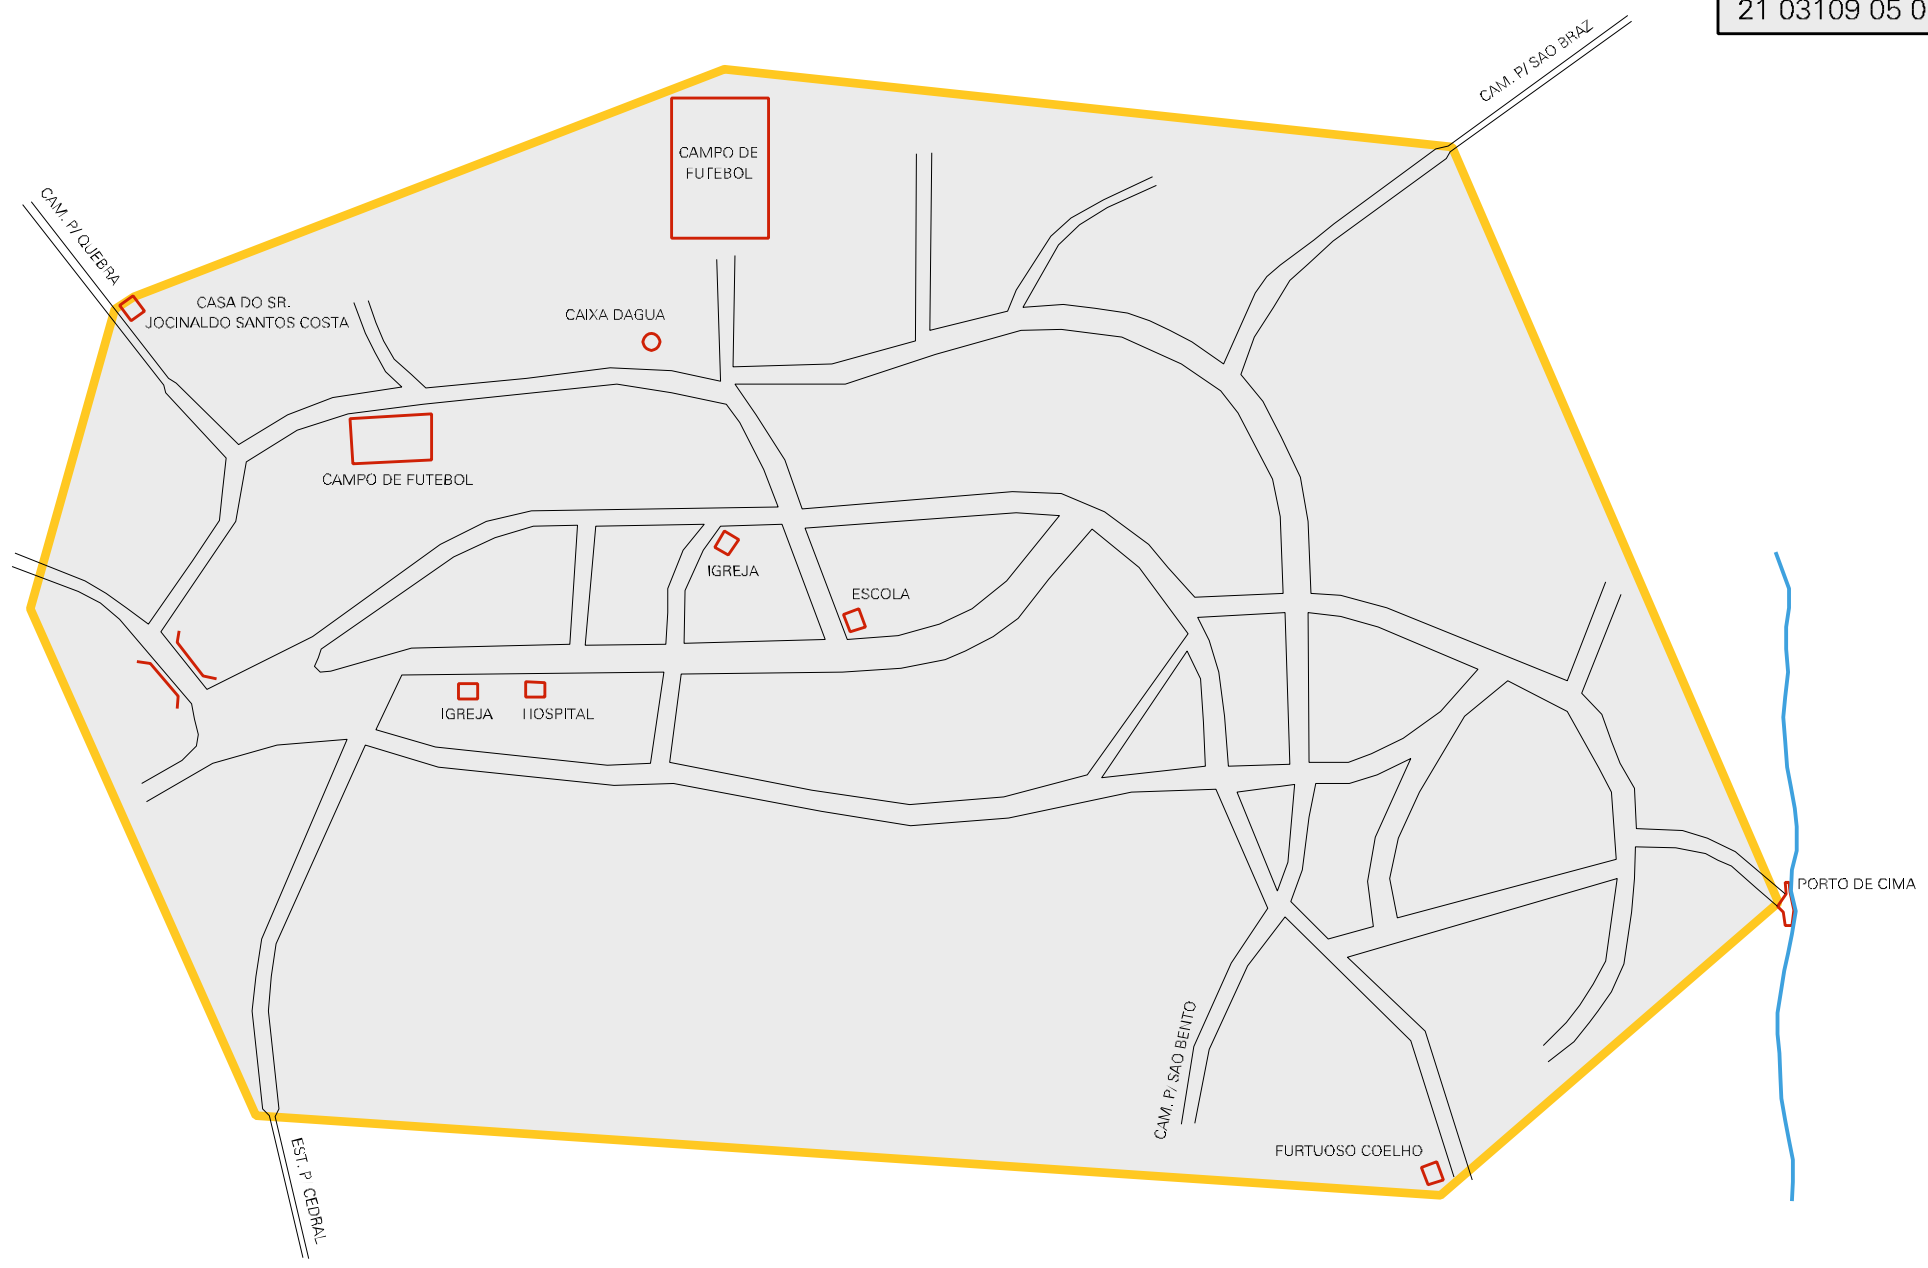 21 03109 05 0
CAM. P/ SAO BRAZ
CAMPO DE
FUTEBOL
CAM. P/ QUEBRA
CASA DO SR.
JOCINALDO SANTOS COSTA
CAIXA DAGUA
CAMPO DE FUTEBOL
IGREJA
ESCOLA
IGREJA
HOSPITAL
PORTO DE CIMA
CAM. P/ SAO BENTO
FURTUOSO COELHO
EST. P CEDRAL